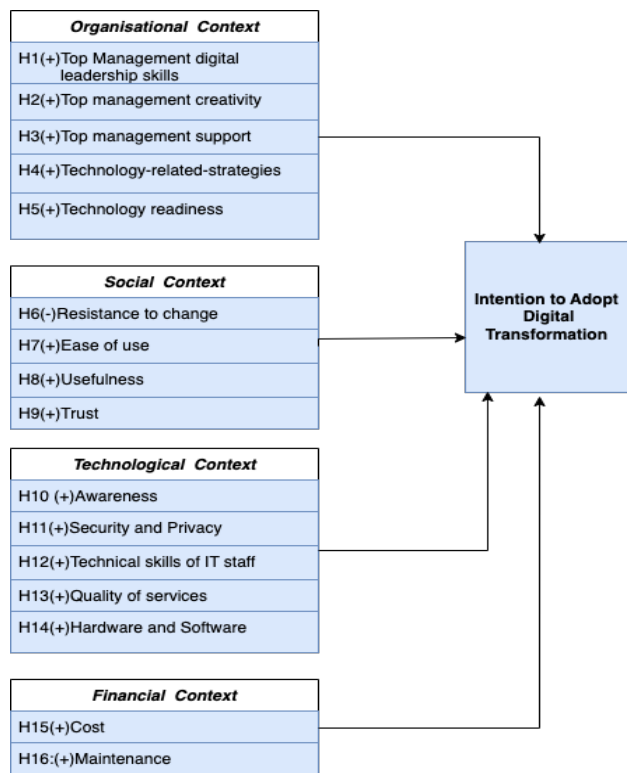 Organisational Context
H1(+)Top Management digital
leadership skills
H2(+)Top management creativity
H3(+)Top management support
H4(+)Technology-related-strategies
H5(+)Technology readiness
Social Context
H6(-)Resistance to change
H7(+)Ease of use
H8(+)Usefulness
H9(+)Trust
Intention to Adopt
Digital
Transformation
Technological Context
H10 (+)Awareness
H11(+)Security and Privacy
H12(+)Technical skills of IT staff
H13(+)Quality of services
H14(+)Hardware and Software
Financial Context
H15(+)Cost
H16:(+)Maintenance